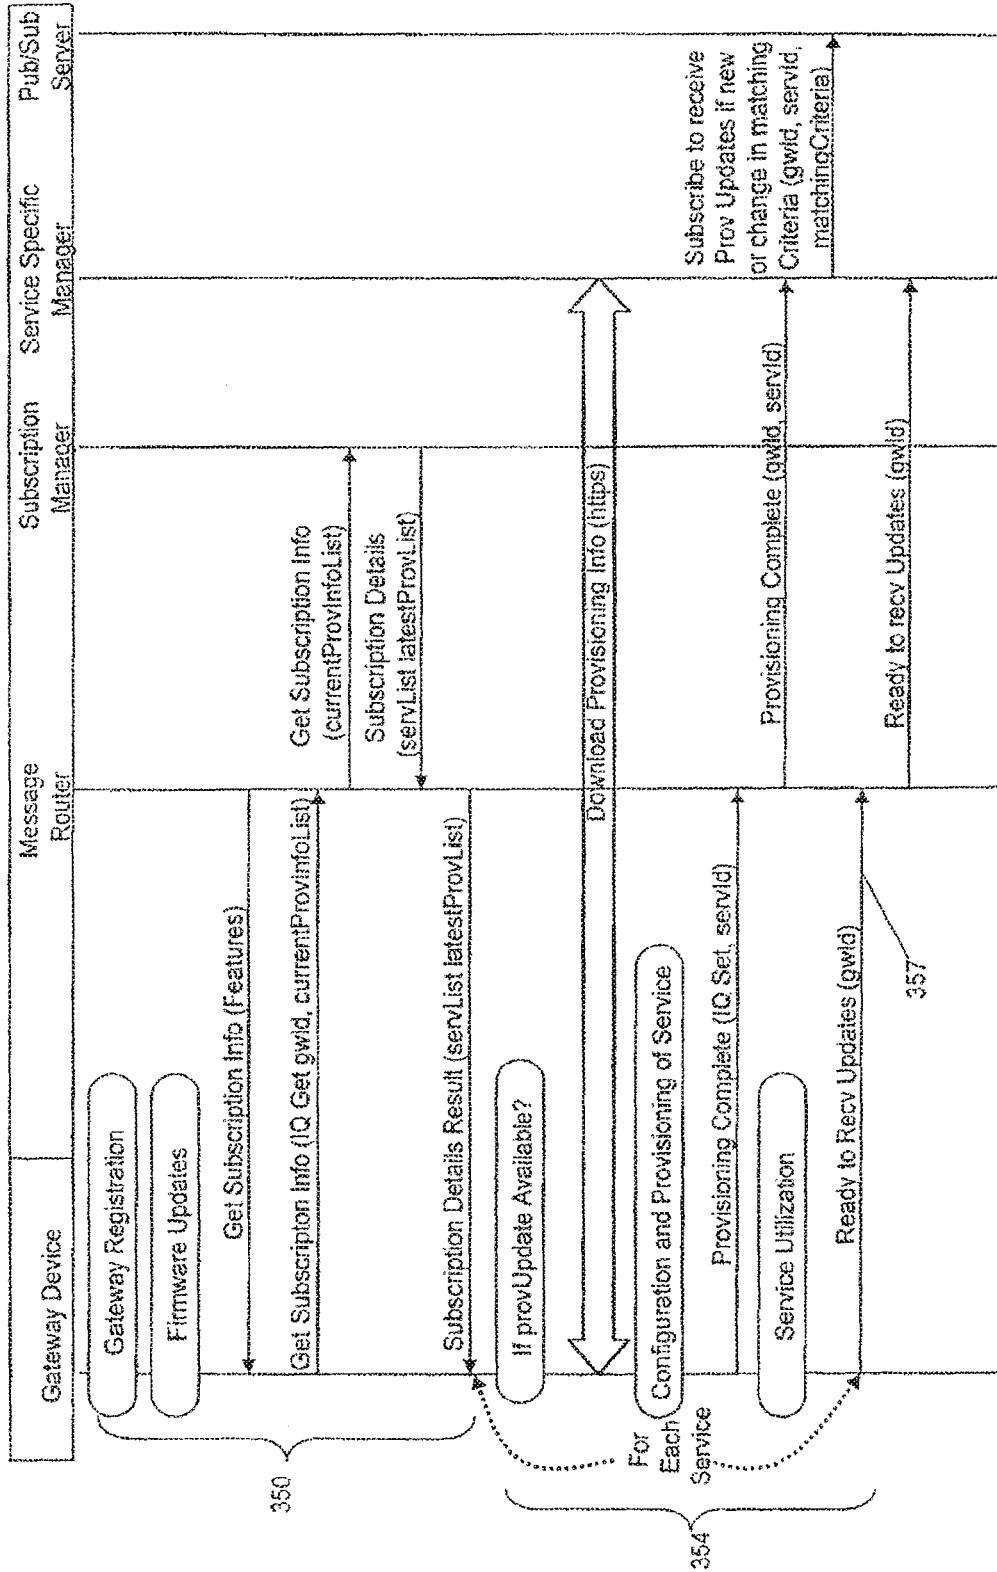 Gateway Device
Message
Router
Subscription
Manager
Service Specific
Manager
Pub/Sub
Server
Gateway Registration
Firmware Updates
Get Subscription Info (Features)
Get Subscripton Info (IQ Get gwId, currentProvInfoList)
Get Subscription Info
(currentProvInfoList)
Subscription Details
(servList latestProvList)
Subscription Details Result (servList latestProvList)
350
If provUpdate Available?
Download Provisioning Info (https)
For
Each
Service
Configuration and Provisioning of Service
Provisioning Complete (IQ Set, servId)
Provisioning Complete (gwId, servId)
Subscribe to receive
Prov Updates if new
or change in matching
Criteria (gwId, servId,
matchingCriteria)
Service Utilization
Ready to Recv Updates (gwId)
Ready to recv Updates (gwId)
354
357